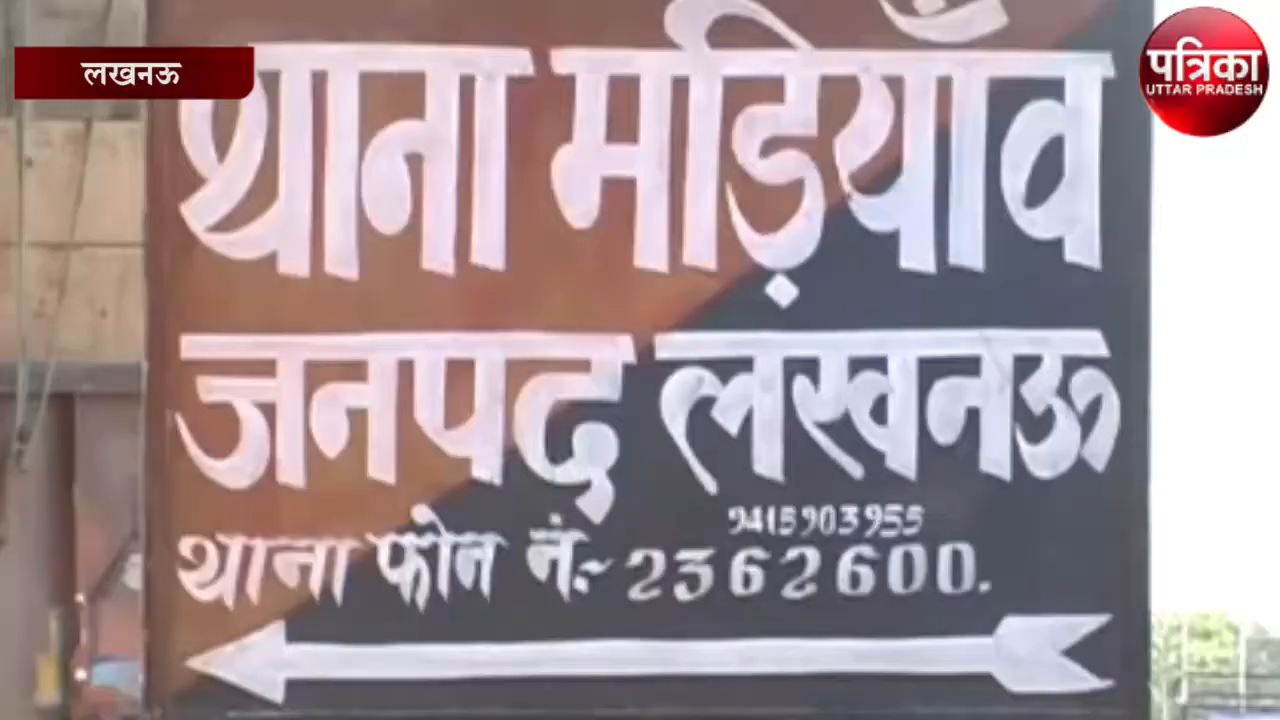 लखनऊ
पत्रिका
UTTAR PRADESH
थाना मड़ियाँव
जनपद लखनऊ
9415903955
थाना फोन नं:- 2362600.